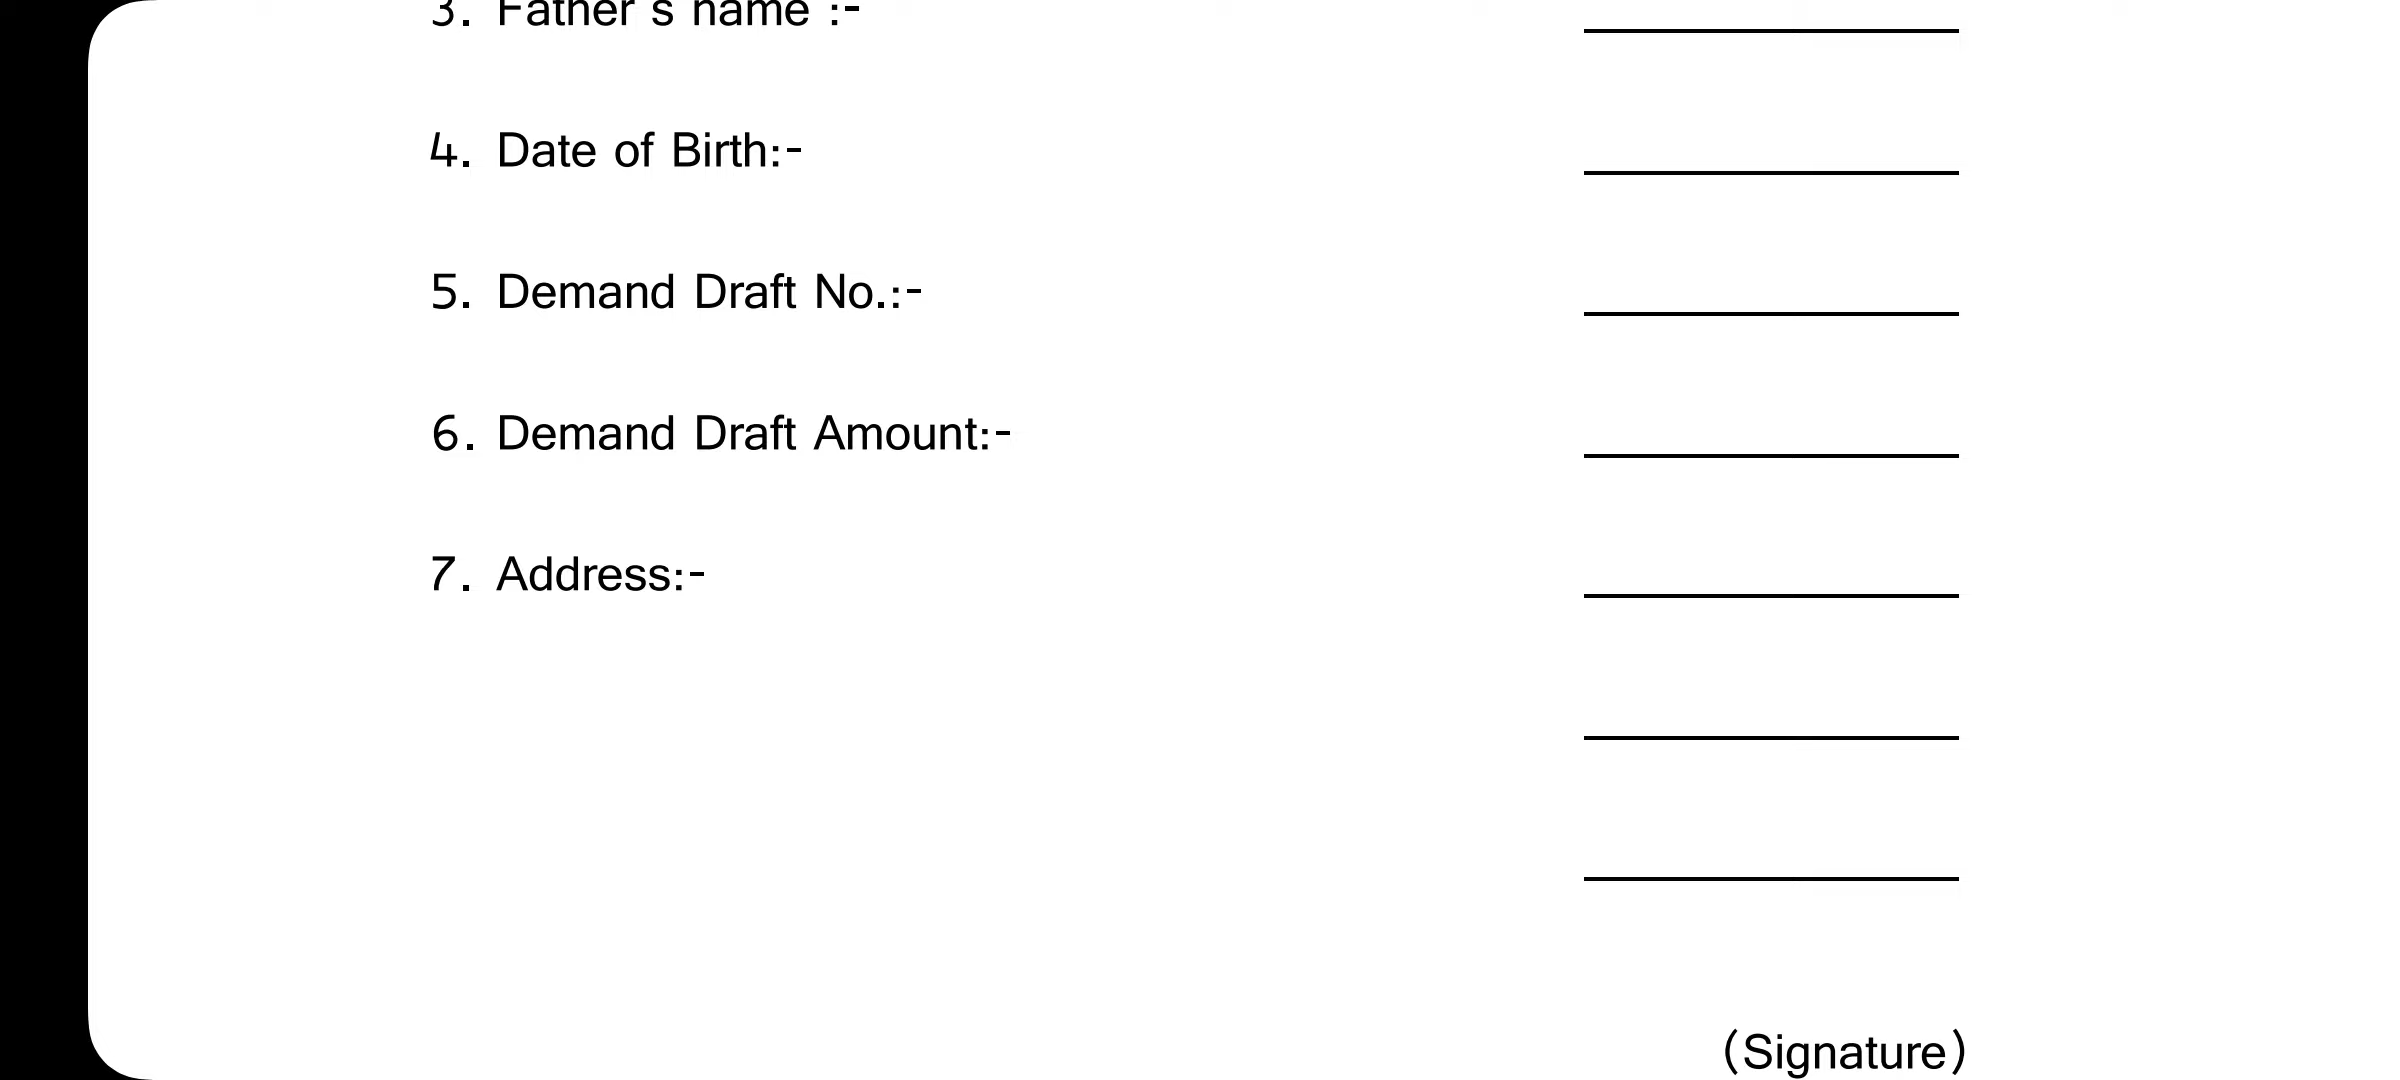 3. Father s name :-
4. Date of Birth:-
5. Demand Draft No.:-
6. Demand Draft Amount:-
7. Address:-
(Signature)